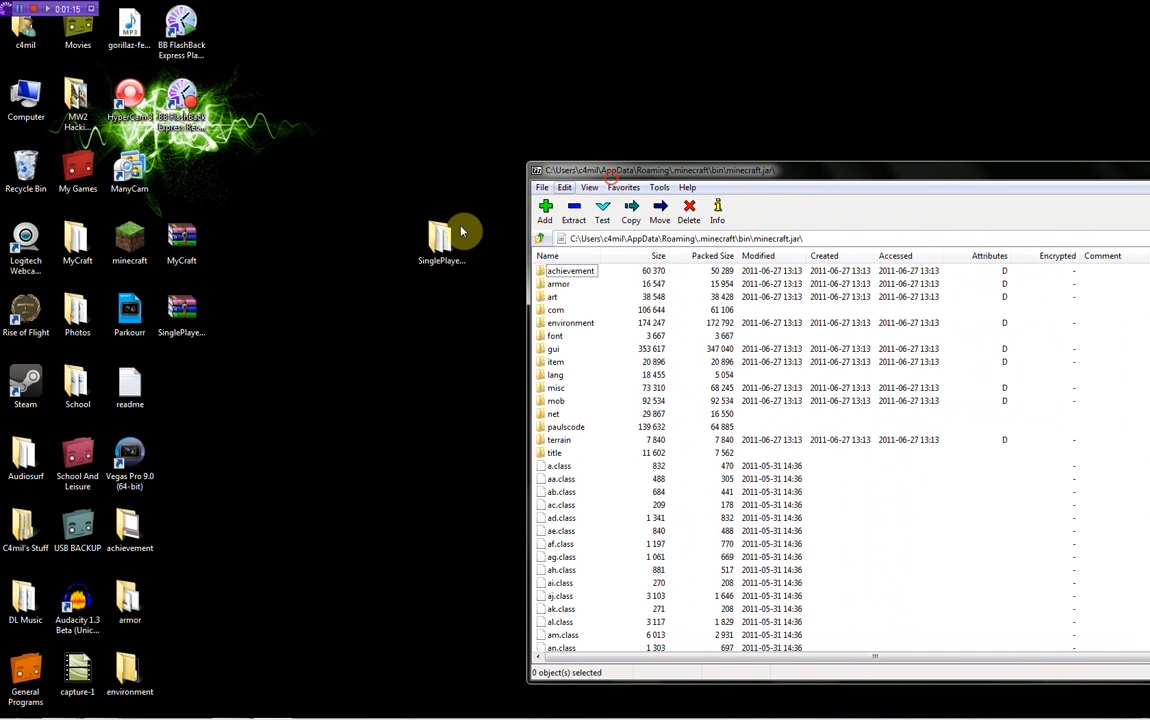 0:01:15
c4mil
Movies
gorillaz-fe...
BB FlashBack
Express Pla...
Computer
MW2
Hacki...
HyperCam 3
BB FlashBack
Express Rec...
Recycle Bin
My Games
ManyCam
Logitech
Webca...
MyCraft
minecraft
MyCraft
SinglePlaye...
Rise of Flight
Photos
Parkourr
SinglePlaye...
Steam
School
readme
Audiosurf
School And
Leisure
Vegas Pro 9.0
(64-bit)
C4mil's Stuff
USB BACKUP
achievement
DL Music
Audacity 1.3
Beta (Unic...
armor
General
Programs
capture-1
environment
C:\Users\c4mil\AppData\Roaming\.minecraft\bin\minecraft.jar\
File Edit View Favorites Tools Help
Add Extract Test Copy Move Delete Info
C:\Users\c4mil\AppData\Roaming\.minecraft\bin\minecraft.jar\
Name Size Packed Size Modified Created Accessed Attributes Encrypted Comment
achievement 60 370 50 289 2011-06-27 13:13 2011-06-27 13:13 2011-06-27 13:13 D -
armor 16 547 15 954 2011-06-27 13:13 2011-06-27 13:13 2011-06-27 13:13 D -
art 38 548 38 428 2011-06-27 13:13 2011-06-27 13:13 2011-06-27 13:13 D -
com 106 644 61 106 -
environment 174 247 172 792 2011-06-27 13:13 2011-06-27 13:13 2011-06-27 13:13 D -
font 3 667 3 667 -
gui 353 617 347 040 2011-06-27 13:13 2011-06-27 13:13 2011-06-27 13:13 D -
item 20 896 20 896 2011-06-27 13:13 2011-06-27 13:13 2011-06-27 13:13 D -
lang 18 455 5 054 -
misc 73 310 68 245 2011-06-27 13:13 2011-06-27 13:13 2011-06-27 13:13 D -
mob 92 534 92 534 2011-06-27 13:13 2011-06-27 13:13 2011-06-27 13:13 D -
net 29 867 16 550 -
paulscode 139 632 64 885 -
terrain 7 840 7 840 2011-06-27 13:13 2011-06-27 13:13 2011-06-27 13:13 D -
title 11 602 7 562 -
a.class 832 470 2011-05-31 14:36 -
aa.class 488 305 2011-05-31 14:36 -
ab.class 684 441 2011-05-31 14:36 -
ac.class 209 178 2011-05-31 14:36 -
ad.class 1 341 832 2011-05-31 14:36 -
ae.class 840 488 2011-05-31 14:36 -
af.class 1 197 770 2011-05-31 14:36 -
ag.class 1 061 669 2011-05-31 14:36 -
ah.class 881 517 2011-05-31 14:36 -
ai.class 270 208 2011-05-31 14:36 -
aj.class 3 103 1 646 2011-05-31 14:36 -
ak.class 271 208 2011-05-31 14:36 -
al.class 3 117 1 829 2011-05-31 14:36 -
am.class 6 013 2 931 2011-05-31 14:36 -
an.class 1 303 697 2011-05-31 14:36 -
0 object(s) selected